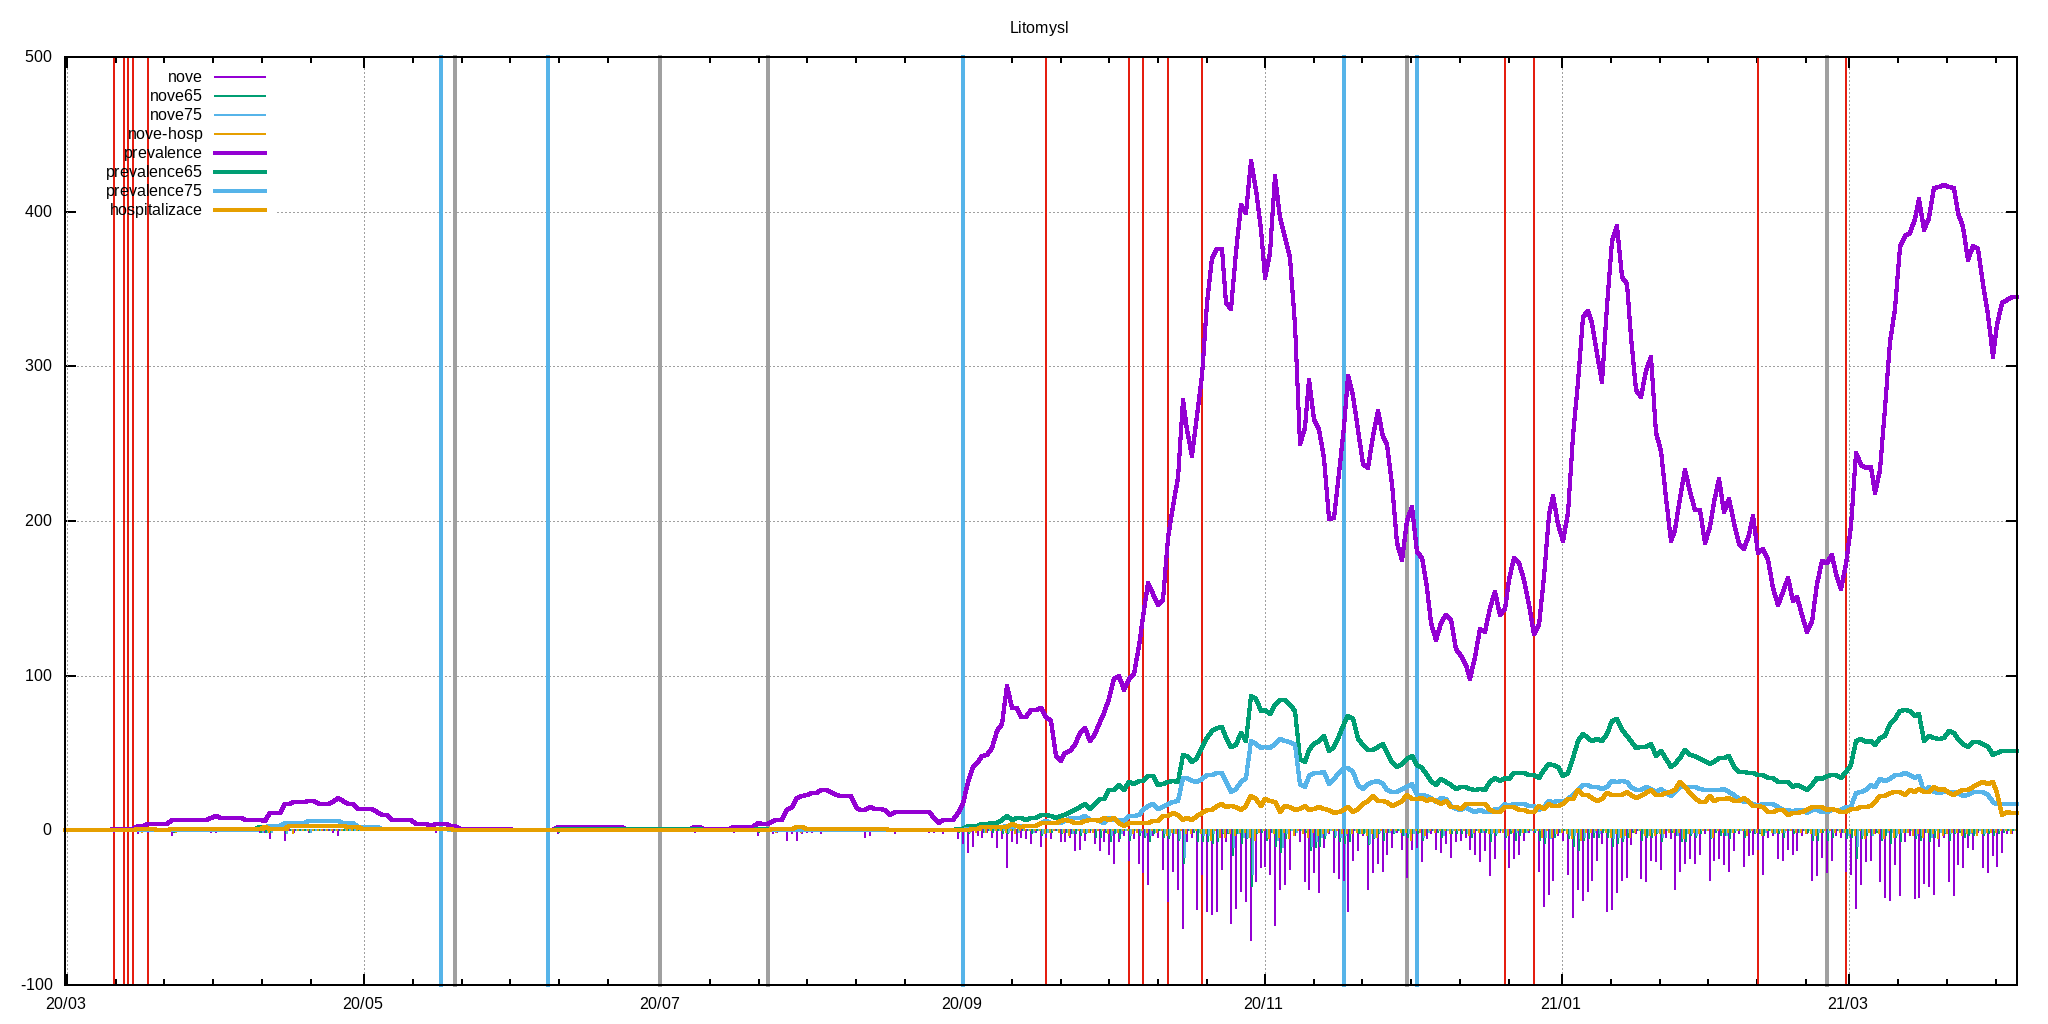 Litomysl
500
nove
nove65
nove75
nove-hosp
prevalence
prevalence65
prevalence75
hospitalizace
400
300
200
100
0
-100
20/03 20/05 20/07 20/09 20/11 21/01 21/03